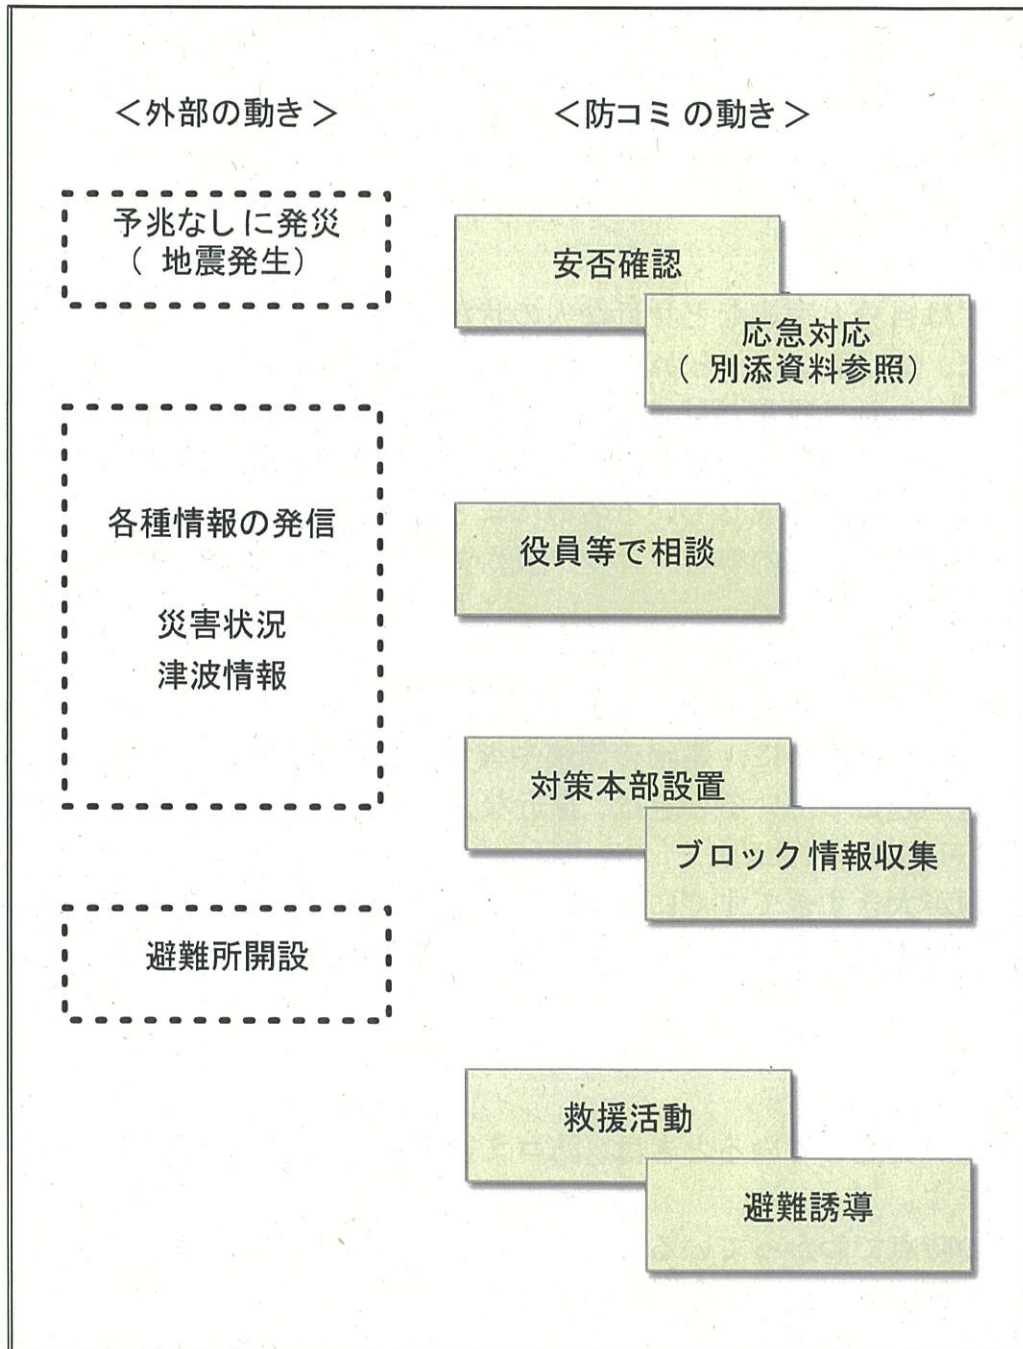 ＜外部の動き＞
＜防コミ の動き＞
予兆なしに発災
（ 地震発生）
安否確認
応急対応
（ 別添資料参照）
各種情報の発信
災害状況
津波情報
役員等で相談
対策本部設置
ブロック情報収集
避難所開設
救援活動
避難誘導